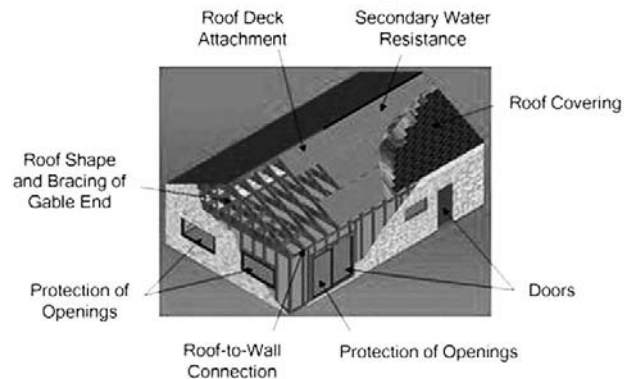 Roof Deck
Attachment
Secondary Water
Resistance
Roof Covering
Roof Shape
and Bracing of
Gable End
Protection of
Openings
Doors
Roof-to-Wall
Connection
Protection of Openings